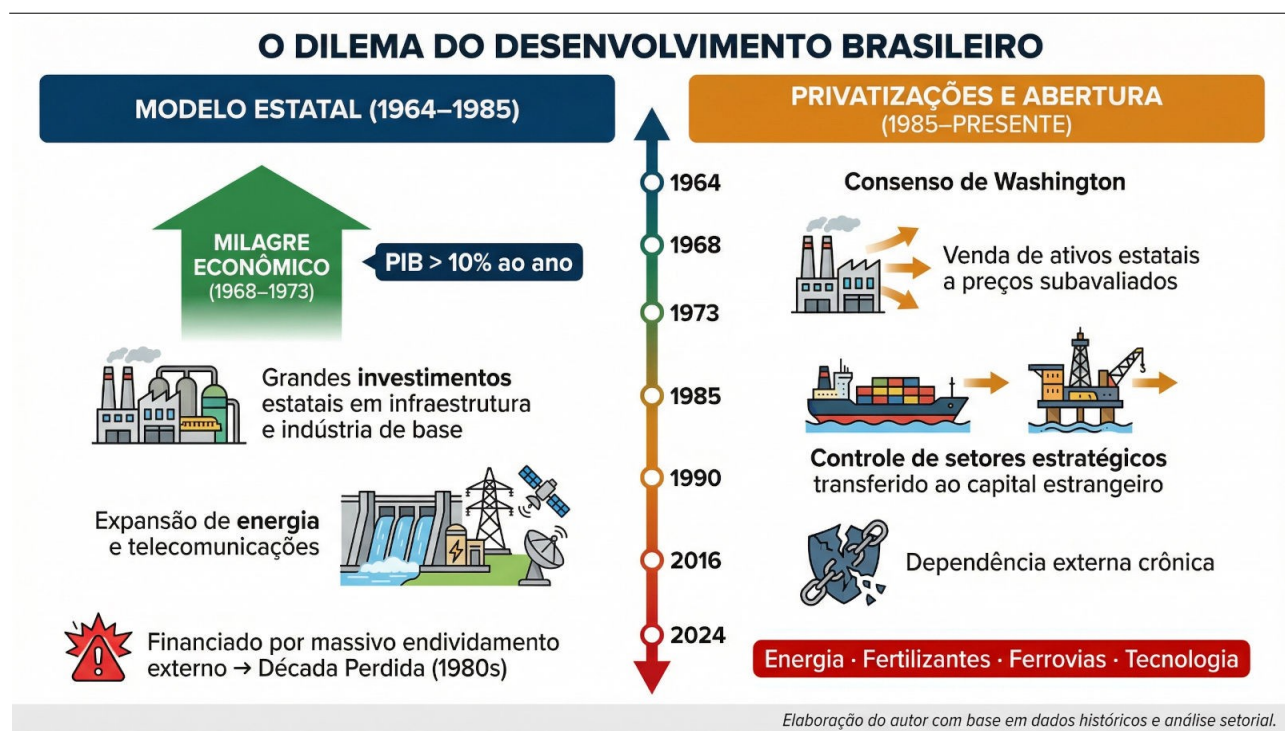 O DILEMA DO DESENVOLVIMENTO BRASILEIRO
MODELO ESTATAL (1964–1985)
MILAGRE
ECONÔMICO
(1968–1973)
PIB > 10% ao ano
Grandes investimentos
estatais em infraestrutura
e indústria de base
Expansão de energia
e telecomunicações
Financiado por massivo endividamento
externo → Década Perdida (1980s)
1964
1968
1973
1985
1990
2016
2024
PRIVATIZAÇÕES E ABERTURA
(1985–PRESENTE)
Consenso de Washington
Venda de ativos estatais
a preços subavaliados
Controle de setores estratégicos
transferido ao capital estrangeiro
Dependência externa crônica
Energia · Fertilizantes · Ferrovias · Tecnologia
Elaboração do autor com base em dados históricos e análise setorial.